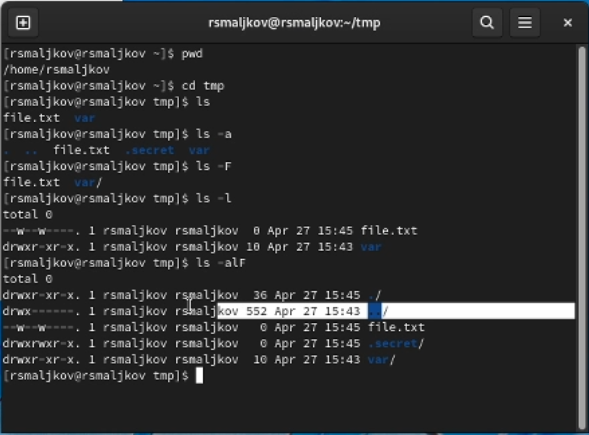 rsmaljkov@rsmaljkov:~/tmp
[rsmaljkov@rsmaljkov ~]$ pwd
/home/rsmaljkov
[rsmaljkov@rsmaljkov ~]$ cd tmp
[rsmaljkov@rsmaljkov tmp]$ ls
file.txt  var
[rsmaljkov@rsmaljkov tmp]$ ls -a
.  ..  file.txt  .secret  var
[rsmaljkov@rsmaljkov tmp]$ ls -F
file.txt  var/
[rsmaljkov@rsmaljkov tmp]$ ls -l
total 0
--w--w----. 1 rsmaljkov rsmaljkov  0 Apr 27 15:45 file.txt
drwxr-xr-x. 1 rsmaljkov rsmaljkov 10 Apr 27 15:43 var
[rsmaljkov@rsmaljkov tmp]$ ls -alF
total 0
drwxr-xr-x. 1 rsmaljkov rsmaljkov  36 Apr 27 15:45 ./
drwx------. 1 rsmaljkov rsmaljkov 552 Apr 27 15:43 ../
--w--w----. 1 rsmaljkov rsmaljkov   0 Apr 27 15:45 file.txt
drwxrwxr-x. 1 rsmaljkov rsmaljkov   0 Apr 27 15:45 .secret/
drwxr-xr-x. 1 rsmaljkov rsmaljkov  10 Apr 27 15:43 var/
[rsmaljkov@rsmaljkov tmp]$